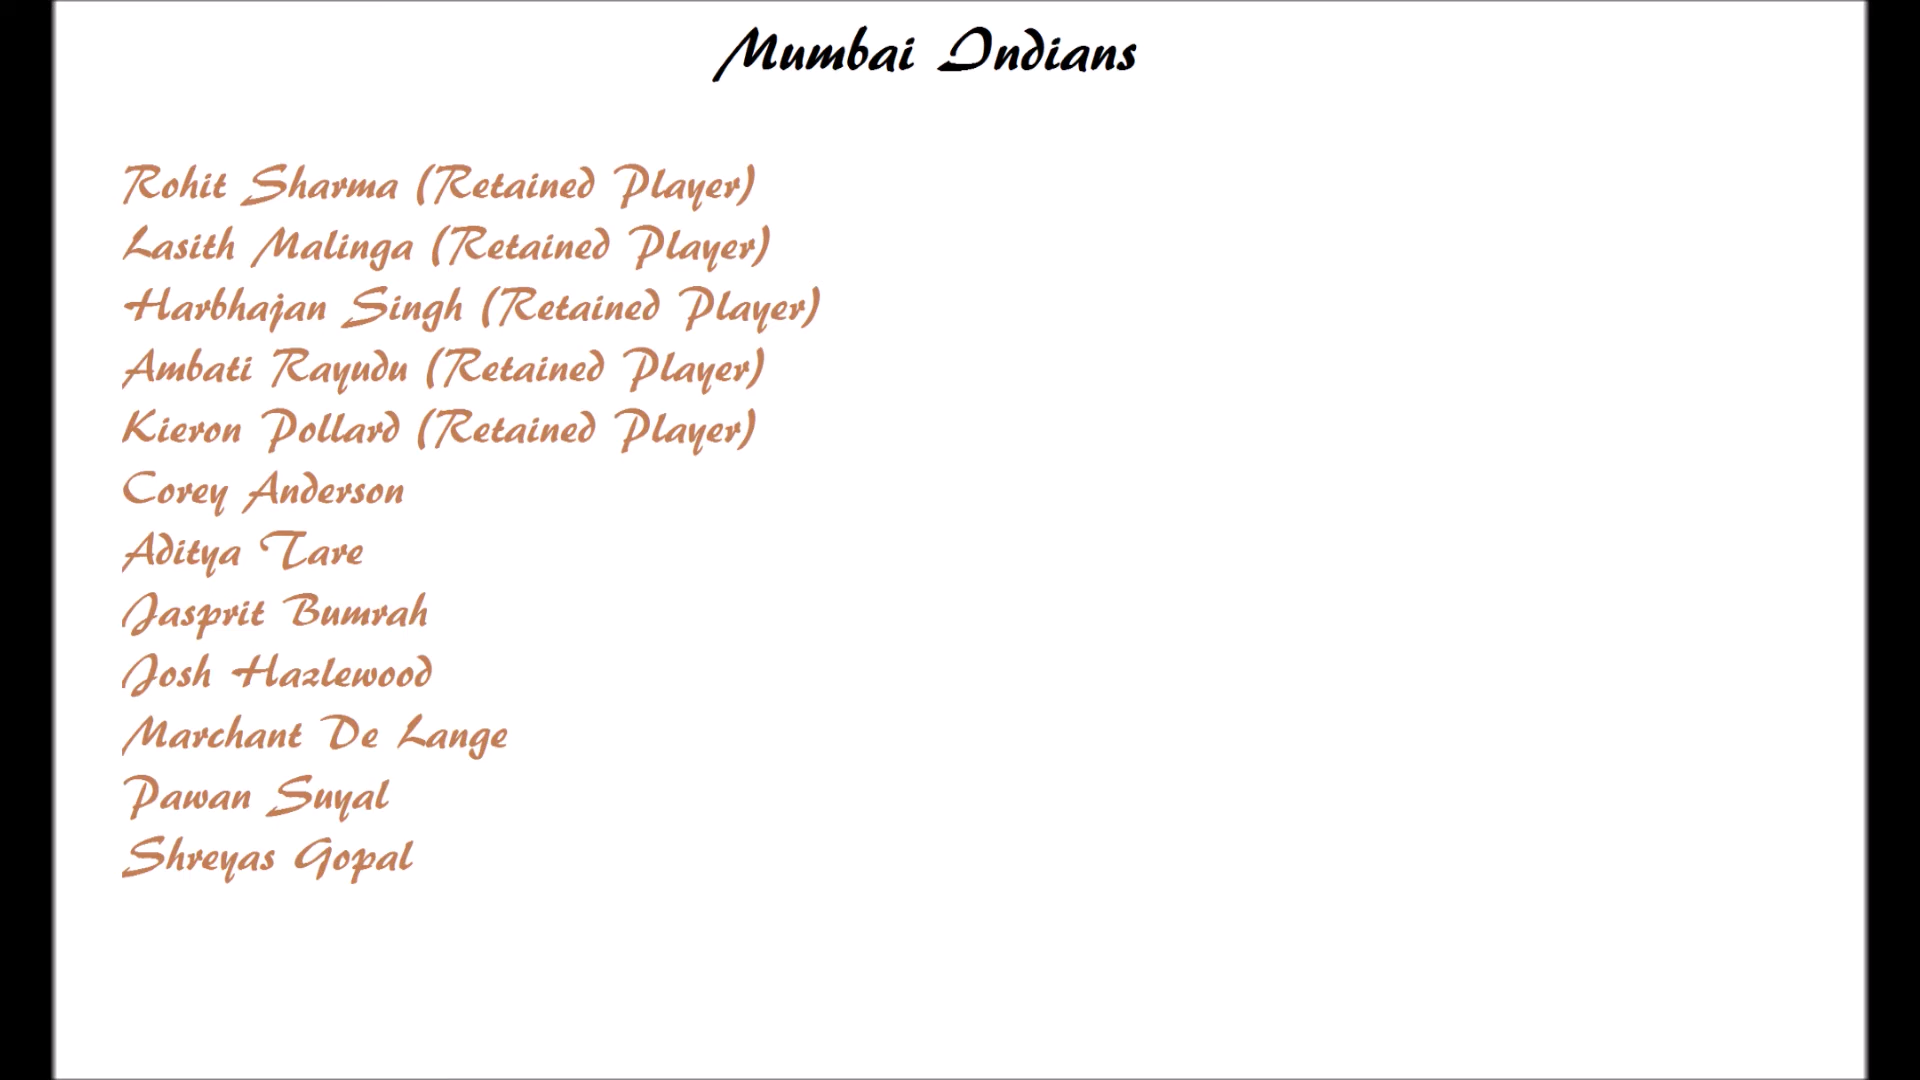 Mumbai Indians
Rohit Sharma (Retained Player)
Lasith Malinga (Retained Player)
Harbhajan Singh (Retained Player)
Ambati Rayudu (Retained Player)
Kieron Pollard (Retained Player)
Corey Anderson
Aditya Tare
Jasprit Bumrah
Josh Hazlewood
Marchant De Lange
Pawan Suyal
Shreyas Gopal